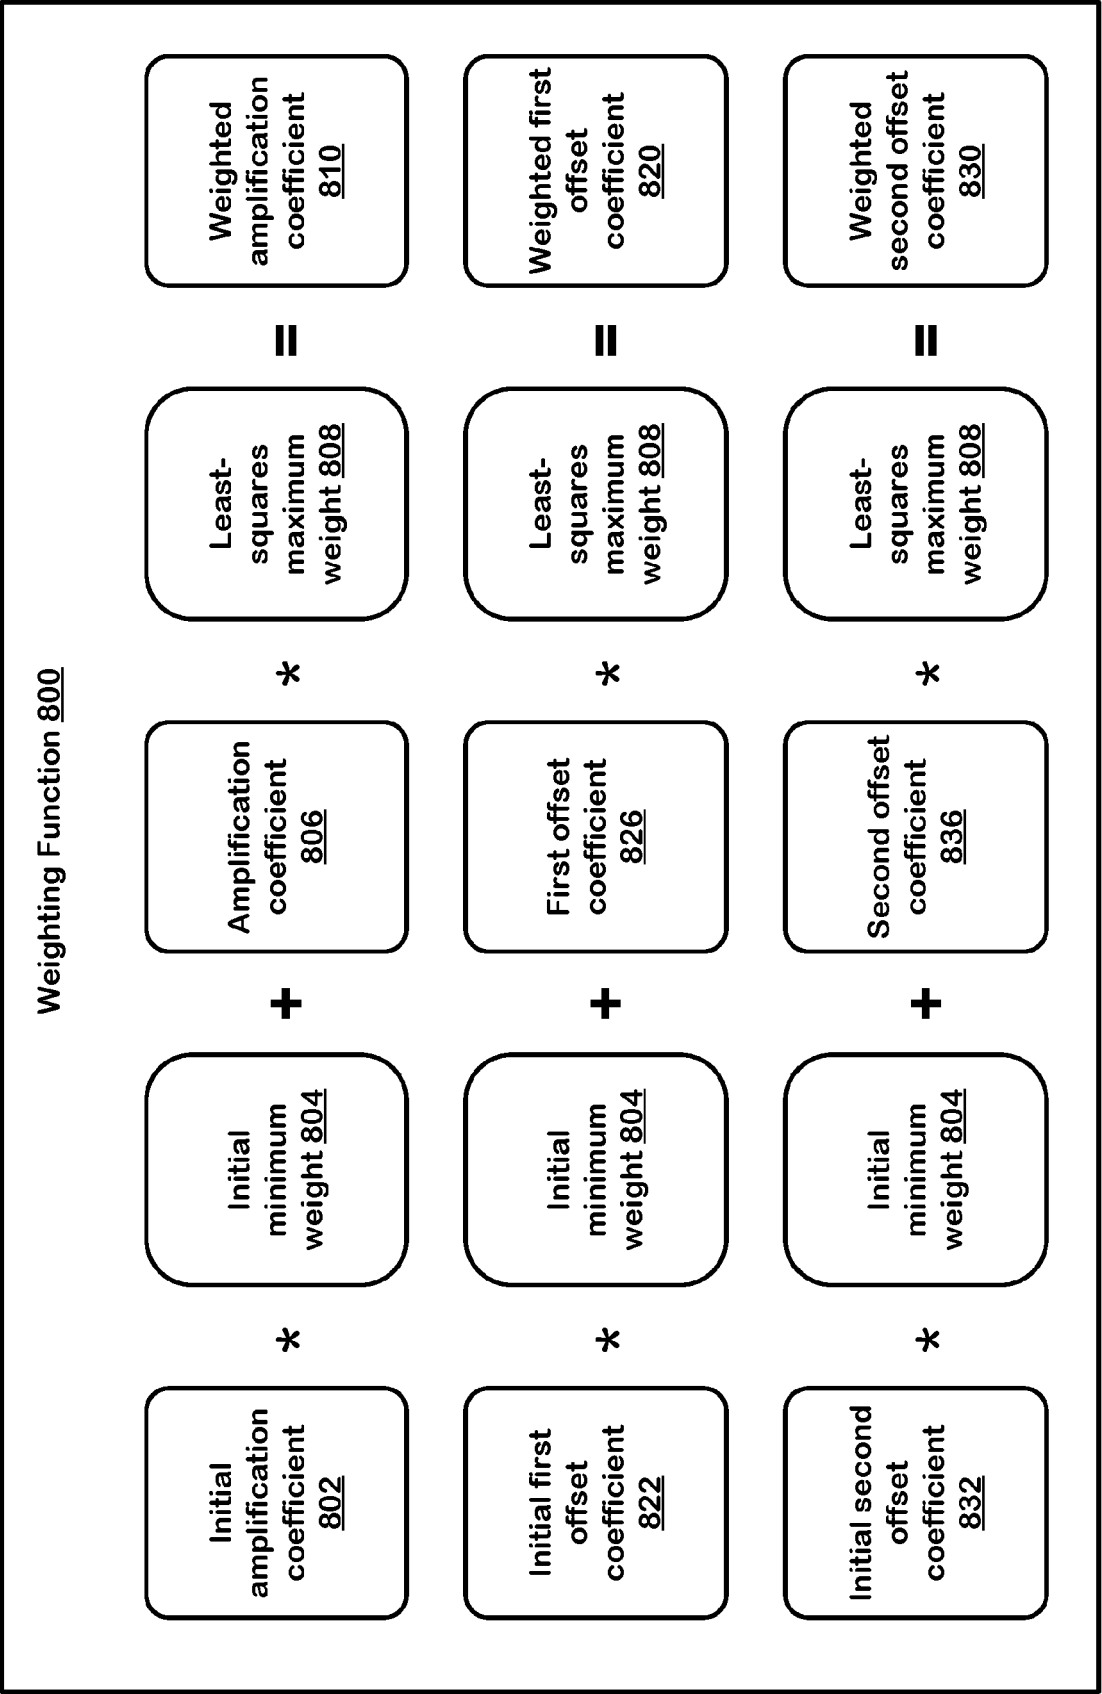 Weighting Function 800
Initial
amplification
coefficient
802
*
Initial
minimum
weight 804
+
Amplification
coefficient
806
*
Least-
squares
maximum
weight 808
=
Weighted
amplification
coefficient
810
Initial first
offset
coefficient
822
*
Initial
minimum
weight 804
+
First offset
coefficient
826
*
Least-
squares
maximum
weight 808
=
Weighted first
offset
coefficient
820
Initial second
offset
coefficient
832
*
Initial
minimum
weight 804
+
Second offset
coefficient
836
*
Least-
squares
maximum
weight 808
=
Weighted
second offset
coefficient
830